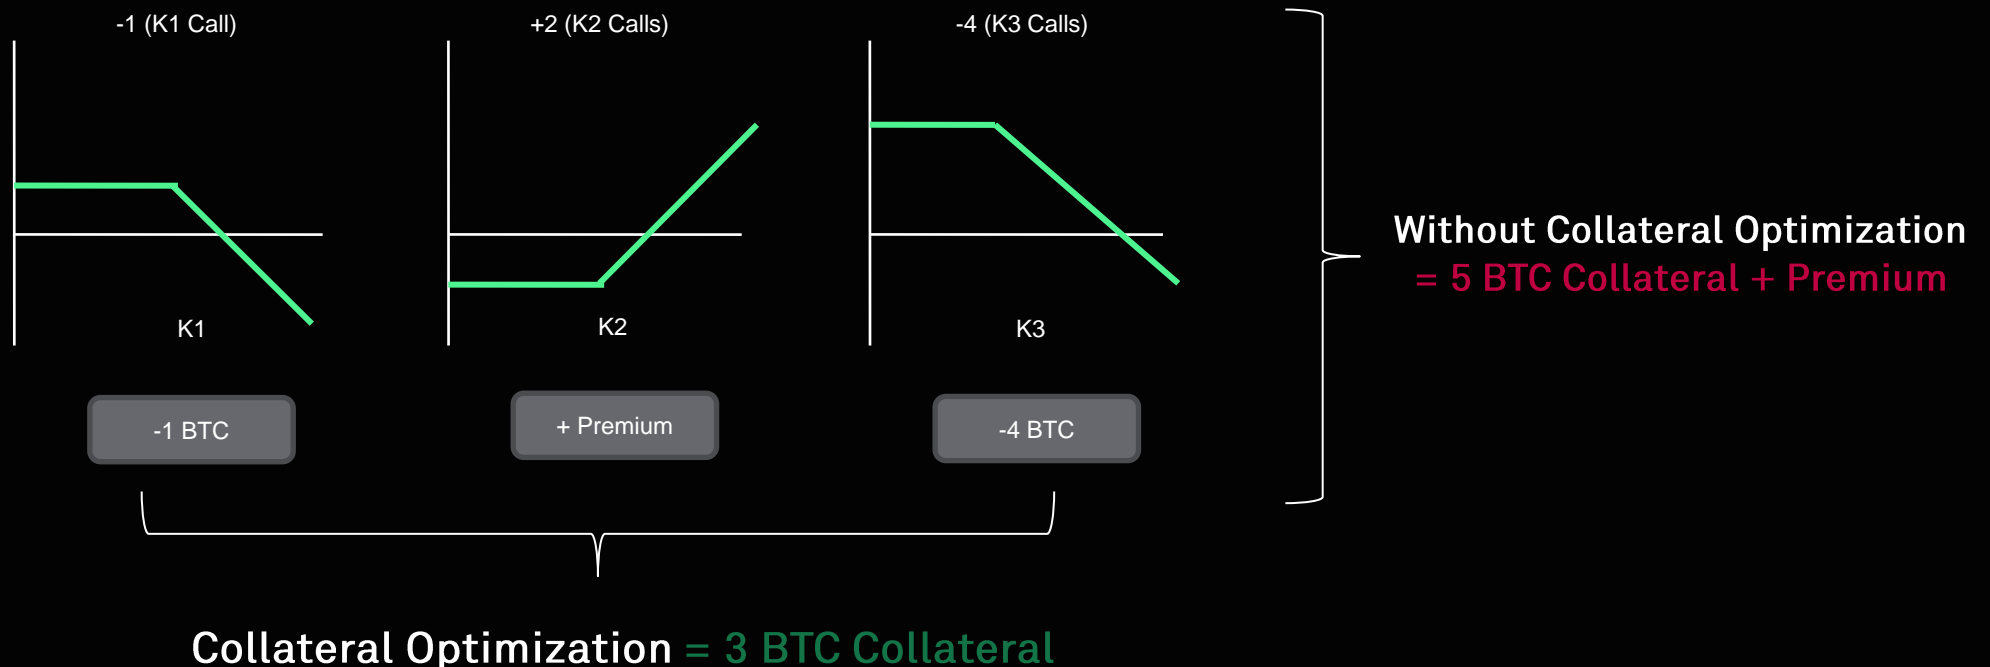 -1 (K1 Call)
+2 (K2 Calls)
-4 (K3 Calls)
K1
K2
K3
-1 BTC
+ Premium
-4 BTC
Without Collateral Optimization
= 5 BTC Collateral + Premium
Collateral Optimization = 3 BTC Collateral